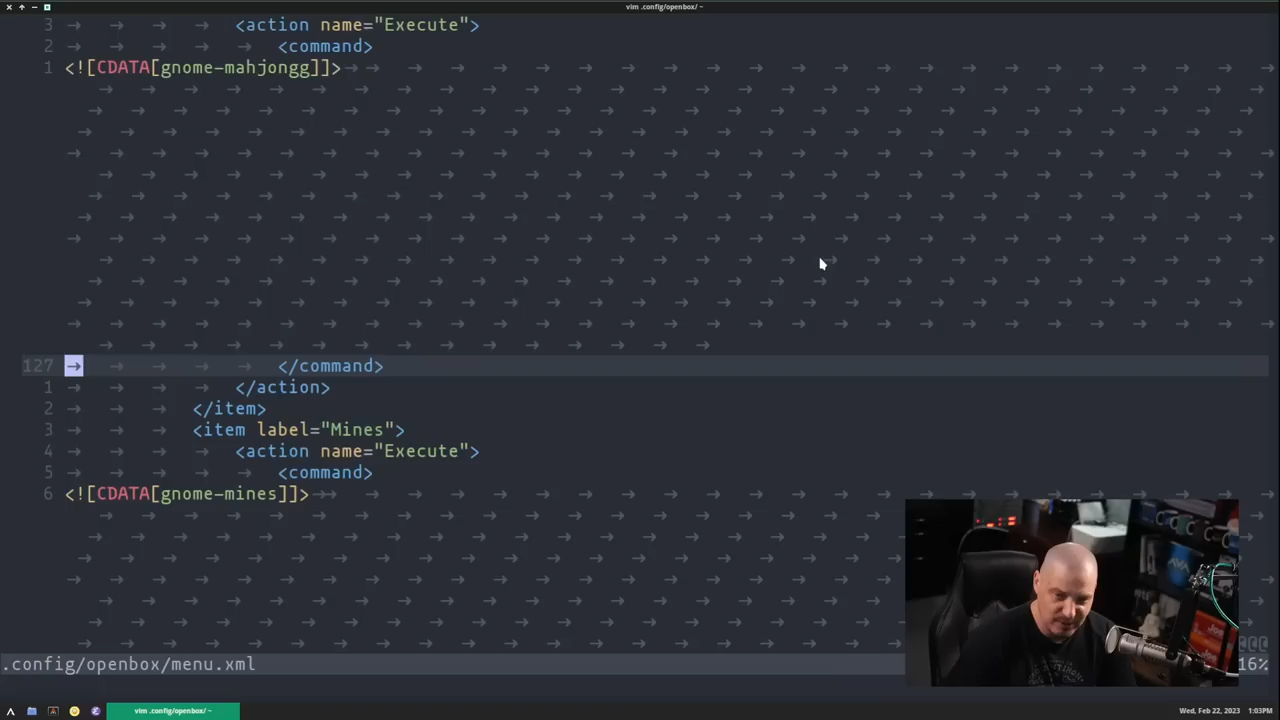 vim .config/openbox/ ~
3 <action name="Execute">
2 <command>
1 <![CDATA[gnome-mahjongg]]>
127 </command>
1 </action>
2 </item>
3 <item label="Mines">
4 <action name="Execute">
5 <command>
6 <![CDATA[gnome-mines]]>
.config/openbox/menu.xml
16%
vim .config/openbox/ ~
Wed, Feb 22, 2023 1:03PM